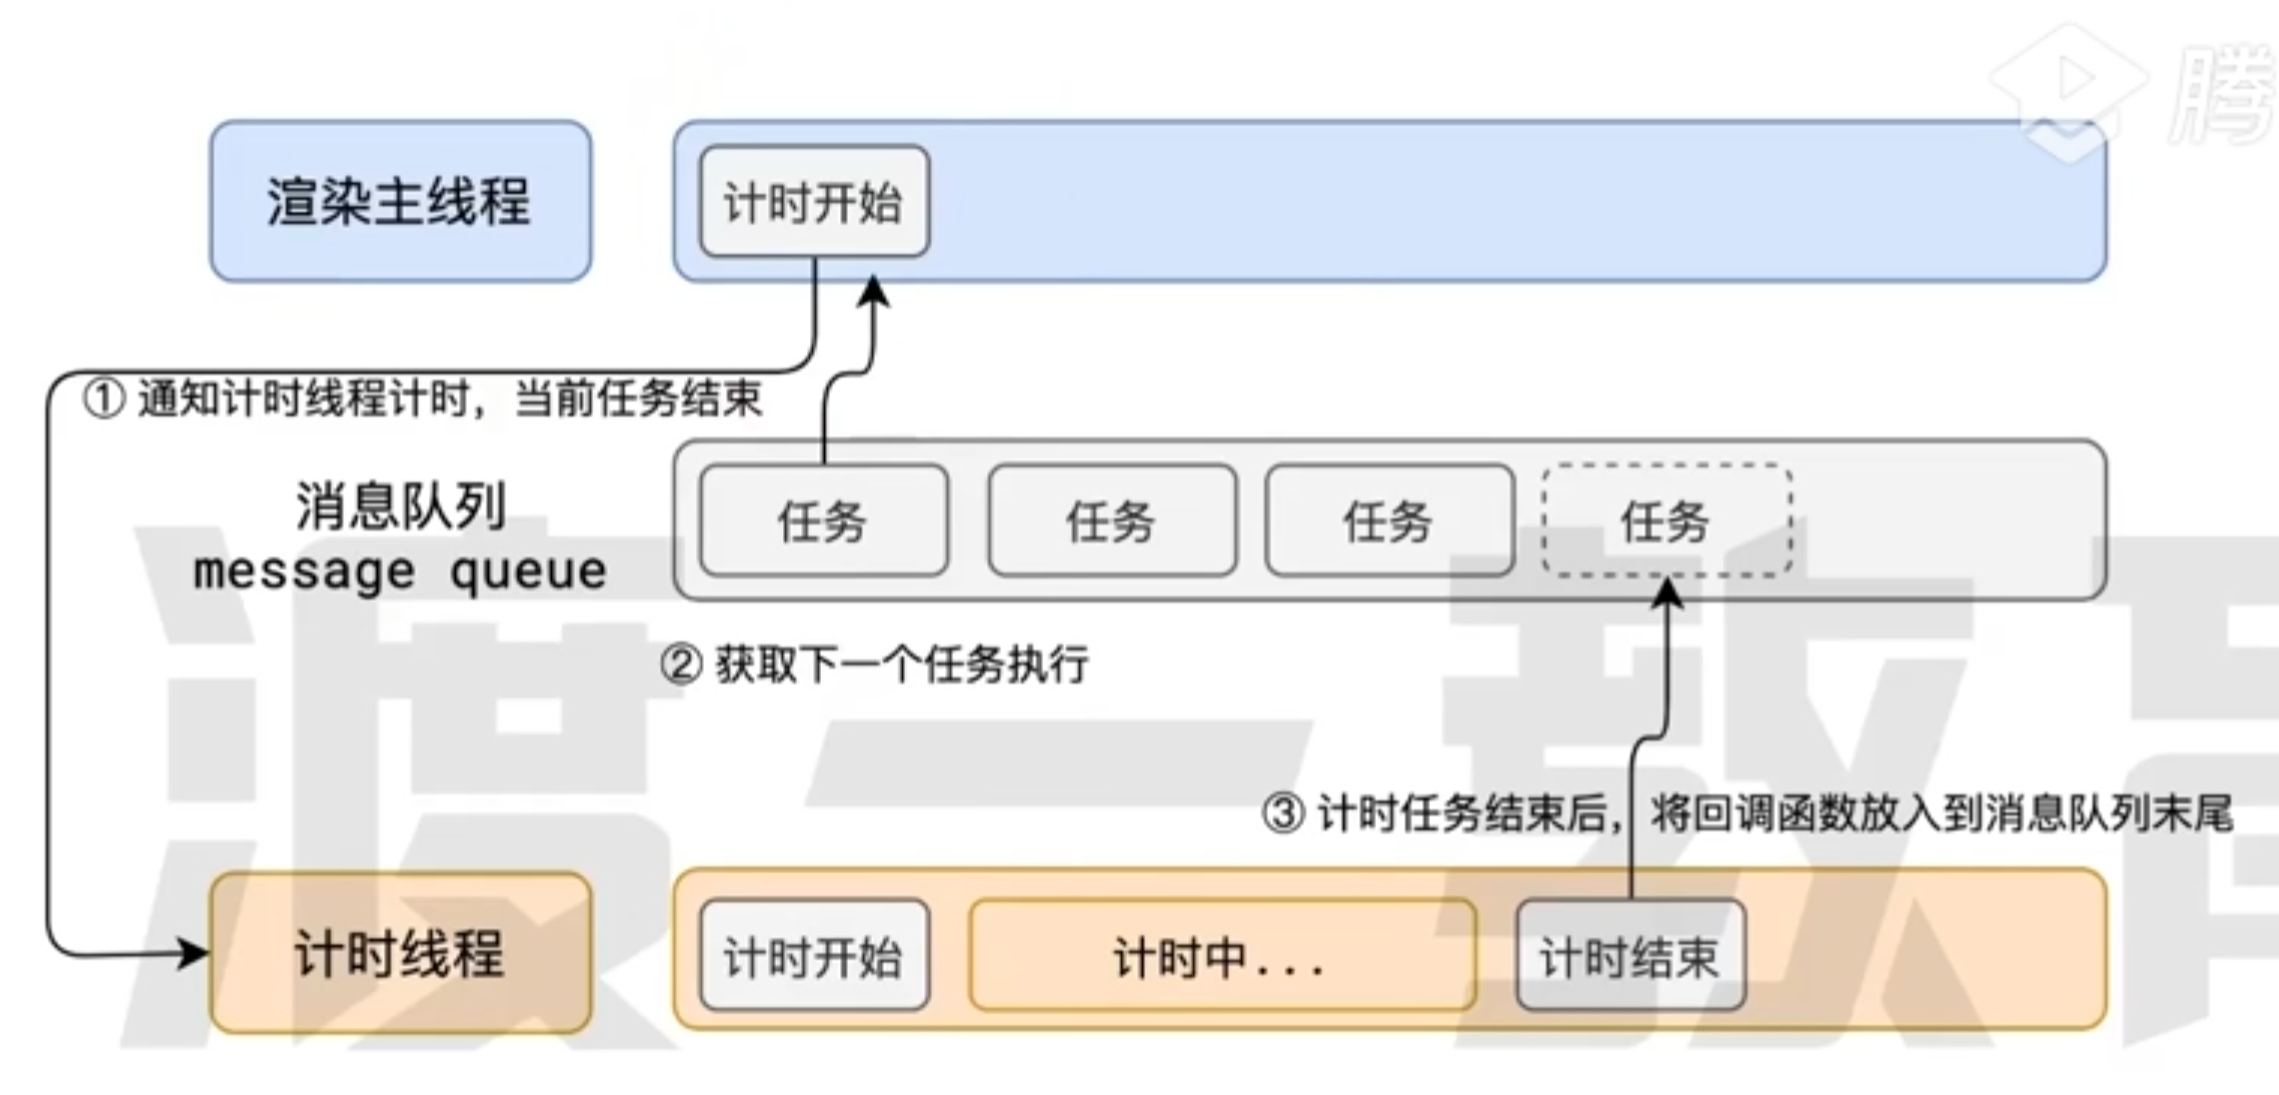 腾
渲染主线程
计时开始
① 通知计时线程计时，当前任务结束
消息队列
message queue
任务
任务
任务
任务
② 获取下一个任务执行
③ 计时任务结束后，将回调函数放入到消息队列末尾
计时线程
计时开始
计时中...
计时结束
渡一教育